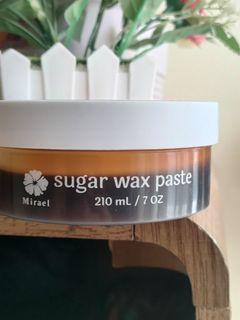 sugar wax paste
Mirael
210 mL / 7 OZ